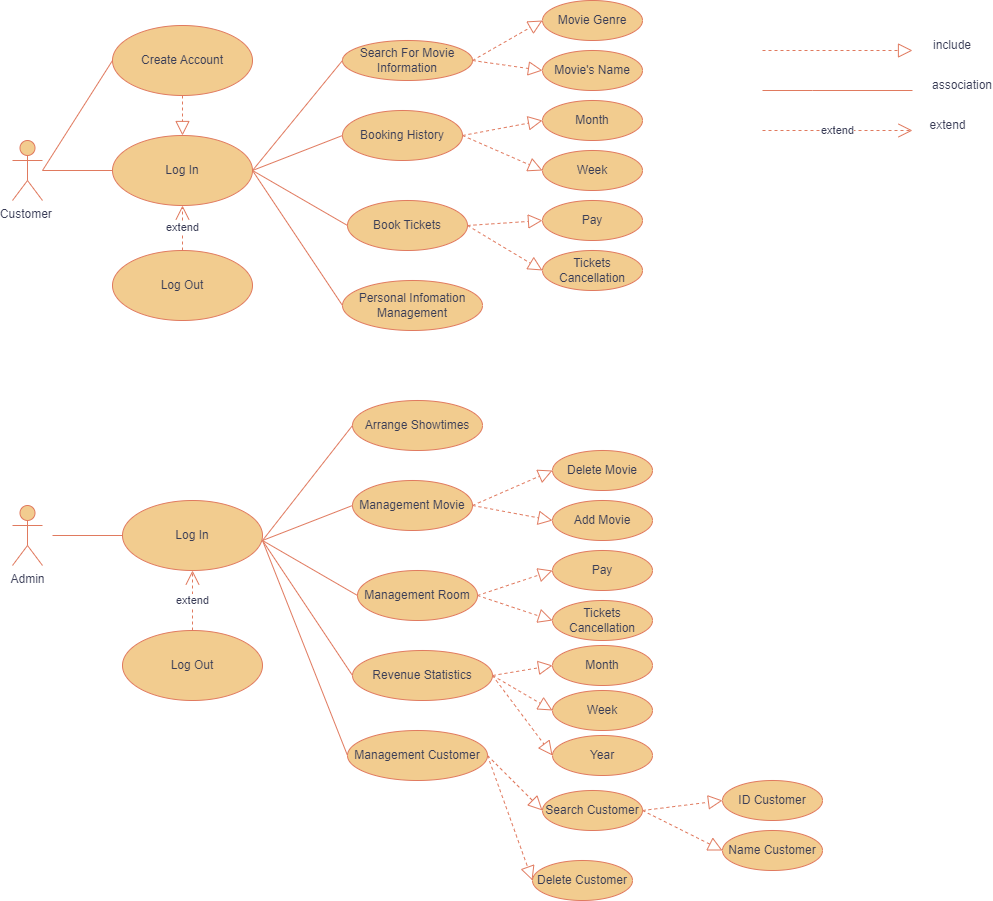 Movie Genre
Create Account
Search For Movie
Information
Movie's Name
include
association
extend
extend
Booking History
Month
Log In
Week
Customer
extend
Book Tickets
Pay
Log Out
Tickets
Cancellation
Personal Infomation
Management
Arrange Showtimes
Delete Movie
Management Movie
Add Movie
Log In
Admin
Pay
Management Room
extend
Tickets
Cancellation
Log Out
Month
Revenue Statistics
Week
Management Customer
Year
Search Customer
ID Customer
Name Customer
Delete Customer